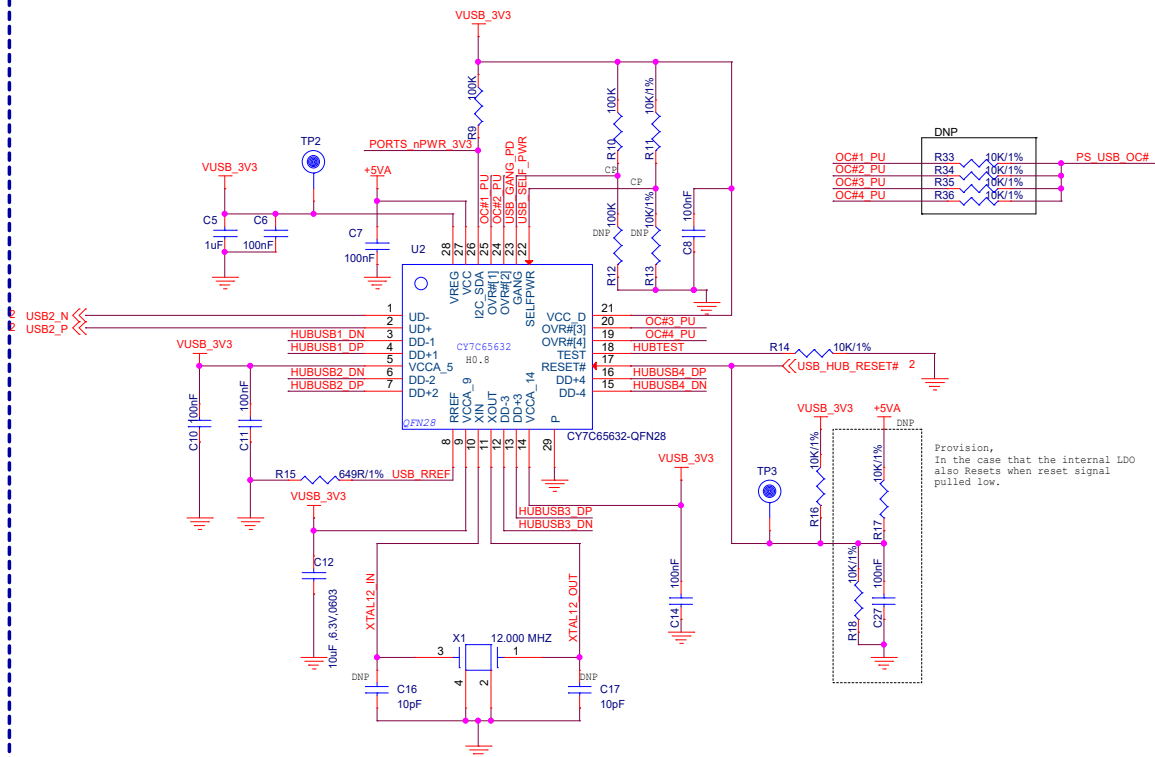 VUSB_3V3
100K
R9
100K
R10
10K/1%
R11
DNP
TP2
PORTS_nPWR_3V3
OC#1_PU
R33
10K/1%
PS_USB_OC#
OC#2_PU
R34
10K/1%
OC#3_PU
R35
10K/1%
OC#4_PU
R36
10K/1%
VUSB_3V3
+5VA
OC#1_PU
OC#2_PU
USB_GANG_PD
USB_SELF_PWR
CP
CP
100K
DNP
R12
10K/1%
DNP
R13
100nF
C8
C5
1uF
C6
100nF
C7
100nF
U2
28
27
26
25
24
23
22
VREG
VCC
I2C_SDA
OVR#[1]
OVR#[2]
GANG
SELFPWR
2 USB2_N
1
UD-
VCC_D
21
2 USB2_P
2
UD+
OVR#[3]
20
OC#3_PU
HUBUSB1_DN
3
DD-1
OVR#[4]
19
OC#4_PU
HUBUSB1_DP
4
DD+1
CY7C65632
TEST
18
HUBTEST
R14
10K/1%
VUSB_3V3
5
VCCA_5
H0.8
RESET#
17
USB_HUB_RESET# 2
HUBUSB2_DN
6
DD-2
DD+4
16
HUBUSB4_DP
HUBUSB2_DP
7
DD+2
DD-4
15
HUBUSB4_DN
100nF
C10
100nF
C11
QFN28
RREF
VCCA_9
XIN
XOUT
DD-3
DD+3
VCCA_14
P
CY7C65632-QFN28
8
9
10
11
12
13
14
29
VUSB_3V3
+5VA
DNP
Provision,
In the case that the internal LDO
also Resets when reset signal
pulled low.
R15
649R/1%
USB_RREF
VUSB_3V3
TP3
10K/1%
R16
10K/1%
R17
VUSB_3V3
HUBUSB3_DP
HUBUSB3_DN
C12
10uF ,6.3V,0603
100nF
C14
10K/1%
R18
100nF
C27
XTAL12_IN
XTAL12_OUT
X1
12.000 MHZ
3
1
4
2
DNP
C16
10pF
DNP
C17
10pF